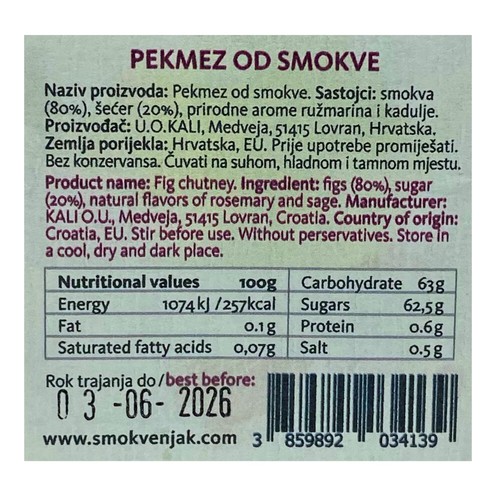 PEKMEZ OD SMOKVE
Naziv proizvoda: Pekmez od smokve. Sastojci: smokva
(80%), šećer (20%), prirodne arome ružmarina i kadulje.
Proizvođač: U.O.KALI, Medveja, 51415 Lovran, Hrvatska.
Zemlja porijekla: Hrvatska, EU. Prije upotrebe promiješati.
Bez konzervansa. Čuvati na suhom, hladnom i tamnom mjestu.
Product name: Fig chutney. Ingredient: figs (80%), sugar
(20%), natural flavors of rosemary and sage. Manufacturer:
KALI O.U., Medveja, 51415 Lovran, Croatia. Country of origin:
Croatia, EU. Stir before use. Without perservatives. Store in
a cool, dry and dark place.
Nutritional values 100g Carbohydrate 63g
Energy 1074kJ /257kcal Sugars 62,5g
Fat 0.1g Protein 0.6g
Saturated fatty acids 0,07g Salt 0.5g
Rok trajanja do/best before:
03-06-2026
www.smokvenjak.com 3 859892 034139